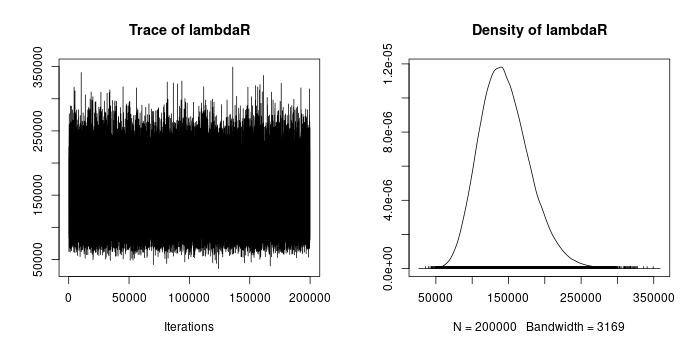 Trace of lambdaR
350000
250000
150000
50000
0 50000 100000 150000 200000
Iterations
Density of lambdaR
1.2e-05
8.0e-06
4.0e-06
0.0e+00
50000 150000 250000 350000
N = 200000 Bandwidth = 3169